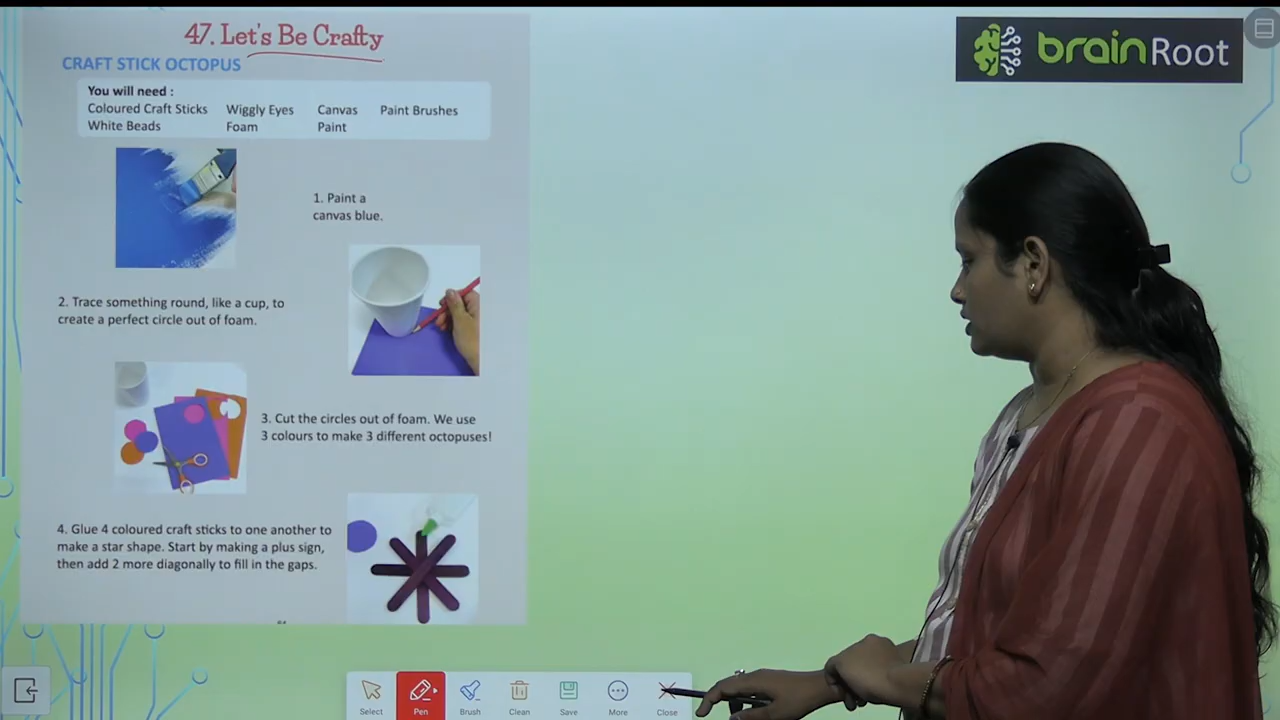 47. Let's Be Crafty
CRAFT STICK OCTOPUS
You will need :
Coloured Craft Sticks Wiggly Eyes Canvas Paint Brushes
White Beads Foam Paint
1. Paint a
canvas blue.
2. Trace something round, like a cup, to
create a perfect circle out of foam.
3. Cut the circles out of foam. We use
3 colours to make 3 different octopuses!
4. Glue 4 coloured craft sticks to one another to
make a star shape. Start by making a plus sign,
then add 2 more diagonally to fill in the gaps.
brainRoot
Select Pen Brush Clean Save More Close